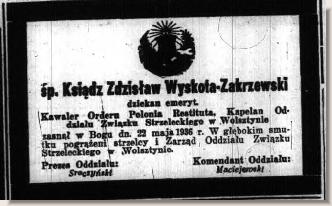 śp. Ksiądz Zdzisław Wyskota-Zakrzewski
dziekan emeryt.
Kawaler Orderu Polonia Restituta, Kapelan Od-
działu Związku Strzeleckiego w Wolsztynie
zasnął w Bogu dn. 22 maja 1936 r. W głębokim smu-
tku pogrążeni strzelcy i Zarząd Oddziału Związku
Strzeleckiego w Wolsztynie.
Prezes Oddziału: Komendant Oddziału:
Sroczyński Maciejewski